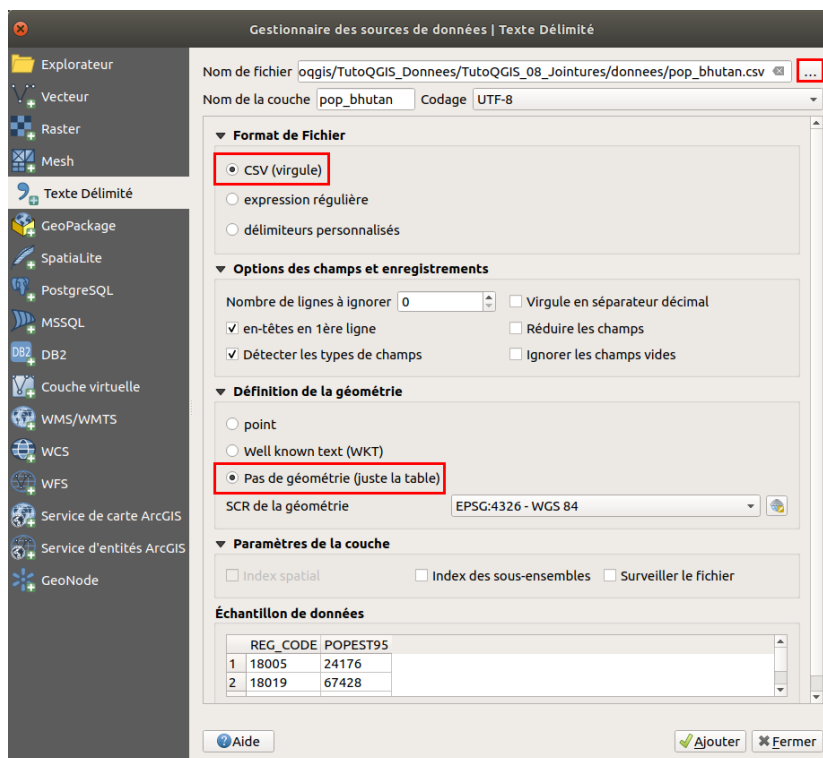 Gestionnaire des sources de données | Texte Délimité
Explorateur
Vecteur
Raster
Mesh
Texte Délimité
GeoPackage
SpatiaLite
PostgreSQL
MSSQL
DB2
Couche virtuelle
WMS/WMTS
WCS
WFS
Service de carte ArcGIS
Service d'entités ArcGIS
GeoNode
Nom de fichier oqgis/TutoQGIS_Donnees/TutoQGIS_08_Jointures/donnees/pop_bhutan.csv ...
Nom de la couche pop_bhutan Codage UTF-8
Format de Fichier
CSV (virgule)
expression régulière
délimiteurs personnalisés
Options des champs et enregistrements
Nombre de lignes à ignorer 0 Virgule en séparateur décimal
en-têtes en 1ère ligne Réduire les champs
Détecter les types de champs Ignorer les champs vides
Définition de la géométrie
point
Well known text (WKT)
Pas de géométrie (juste la table)
SCR de la géométrie EPSG:4326 - WGS 84
Paramètres de la couche
Index spatial Index des sous-ensembles Surveiller le fichier
Échantillon de données
REG_CODE POPEST95
1 18005 24176
2 18019 67428
Aide Ajouter Fermer